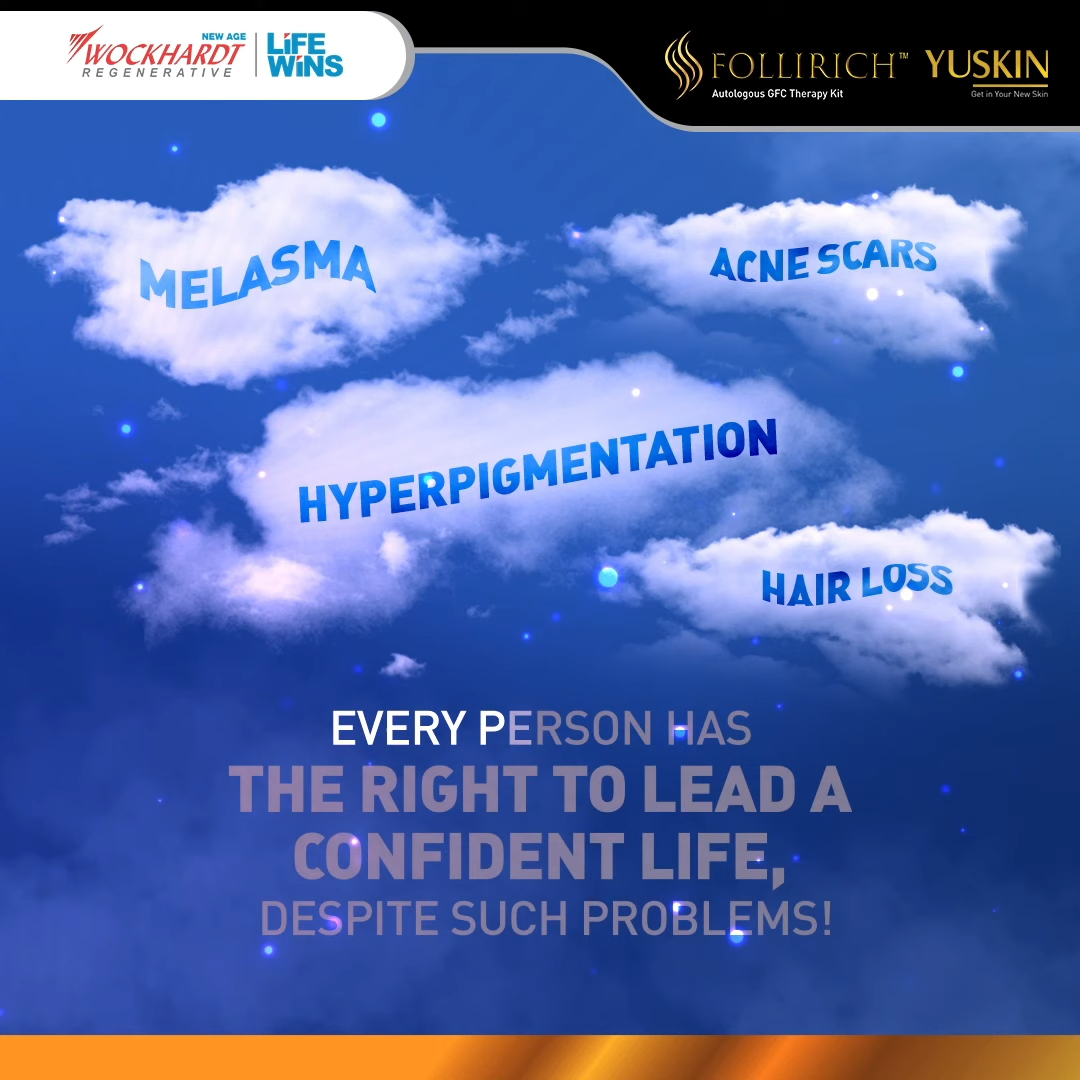 NEW AGE
WOCKHARDT
REGENERATIVE
LiFE
WiNS
FOLLIRICH™
Autologous GFC Therapy Kit
YUSKIN
Get in Your New Skin
MELASMA
ACNE SCARS
HYPERPIGMENTATION
HAIR LOSS
EVERY PERSON HAS
THE RIGHT TO LEAD A
CONFIDENT LIFE,
DESPITE SUCH PROBLEMS!